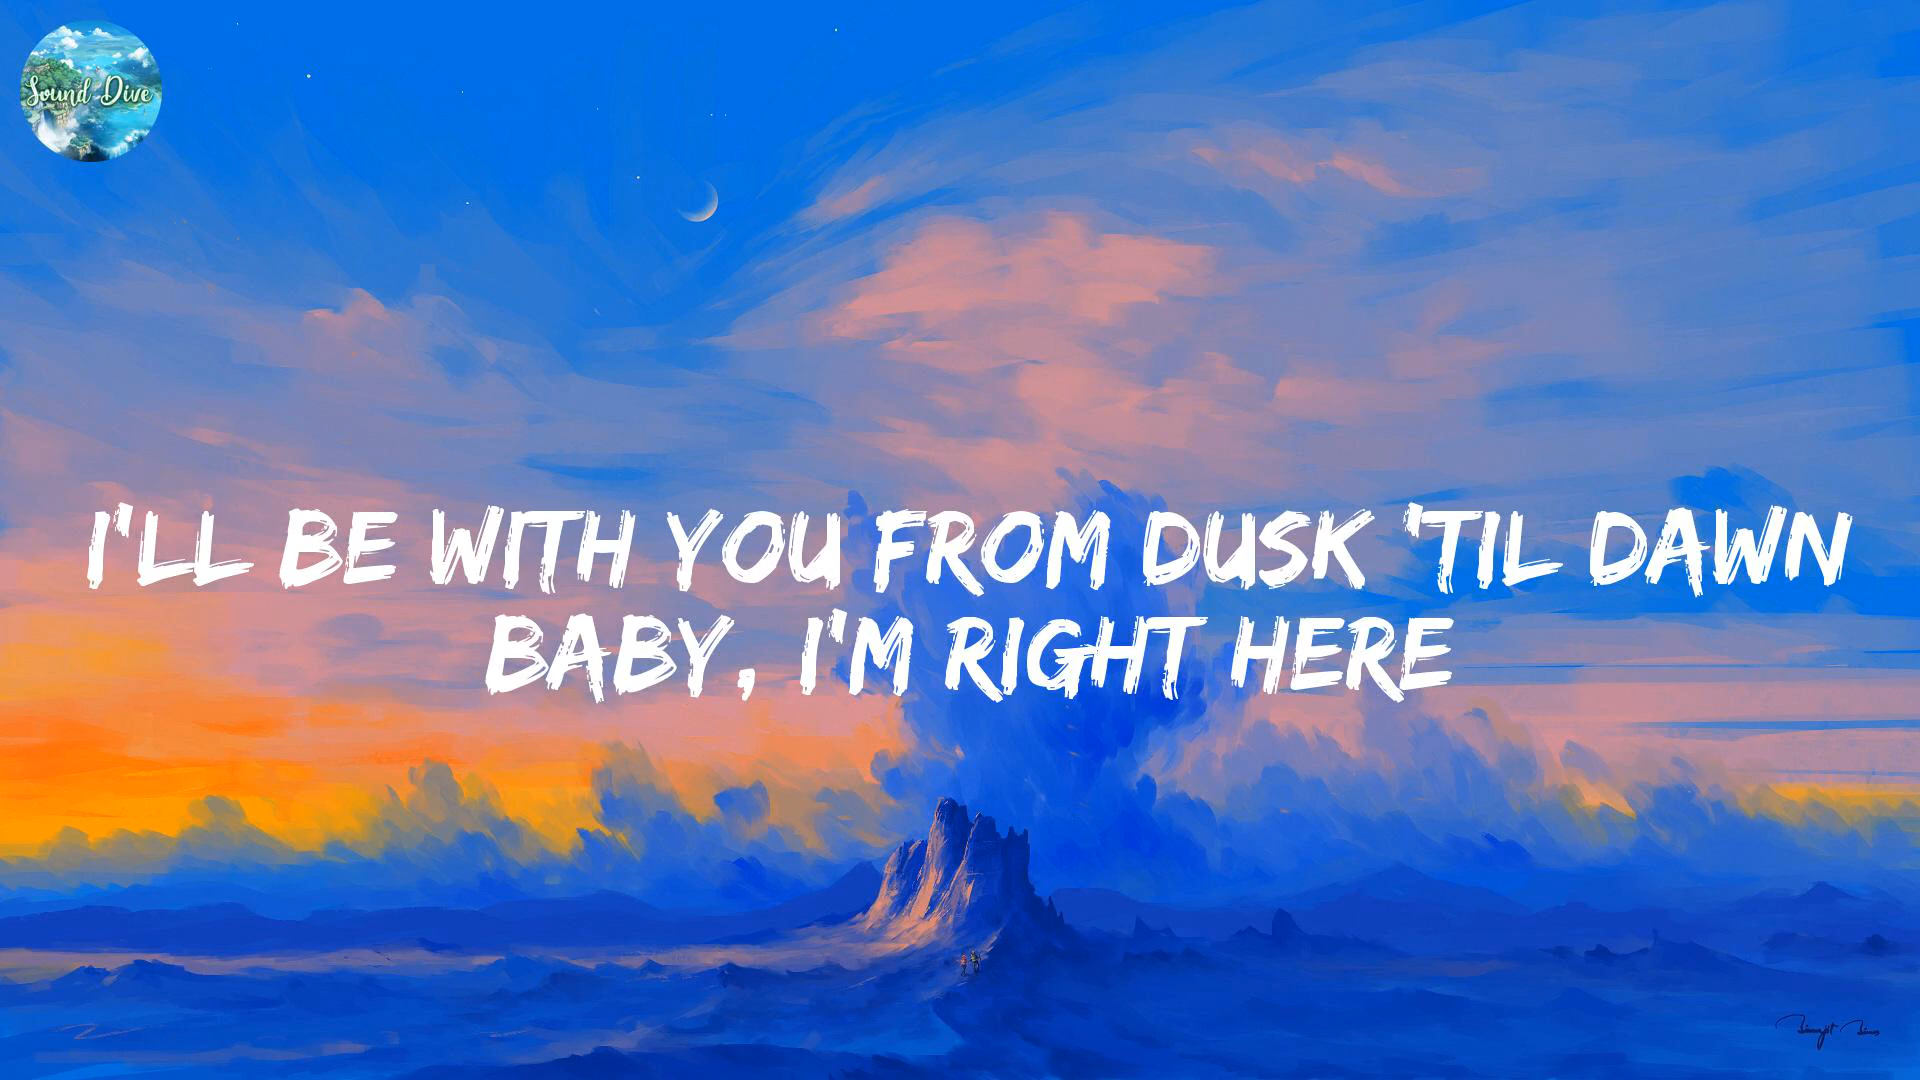 Sound Dive
I'LL BE WITH YOU FROM DUSK 'TIL DAWN
BABY, I'M RIGHT HERE